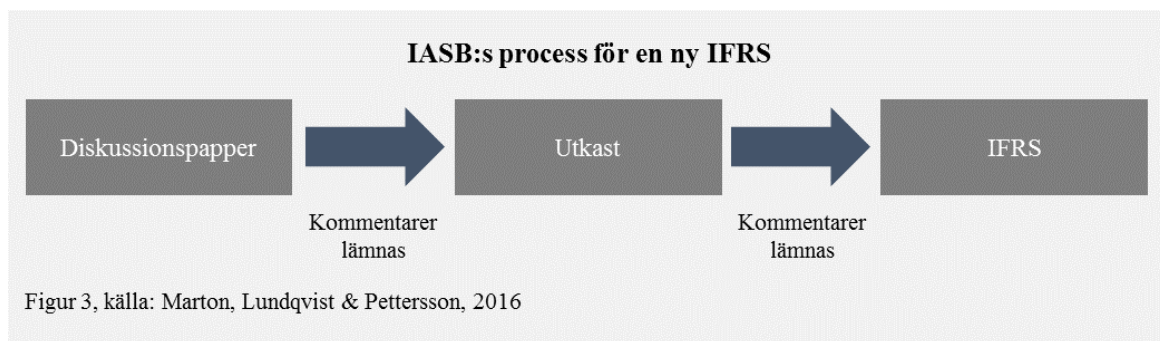 IASB:s process för en ny IFRS
Diskussionspapper
Utkast
IFRS
Kommentarer
lämnas
Kommentarer
lämnas
Figur 3, källa: Marton, Lundqvist & Pettersson, 2016